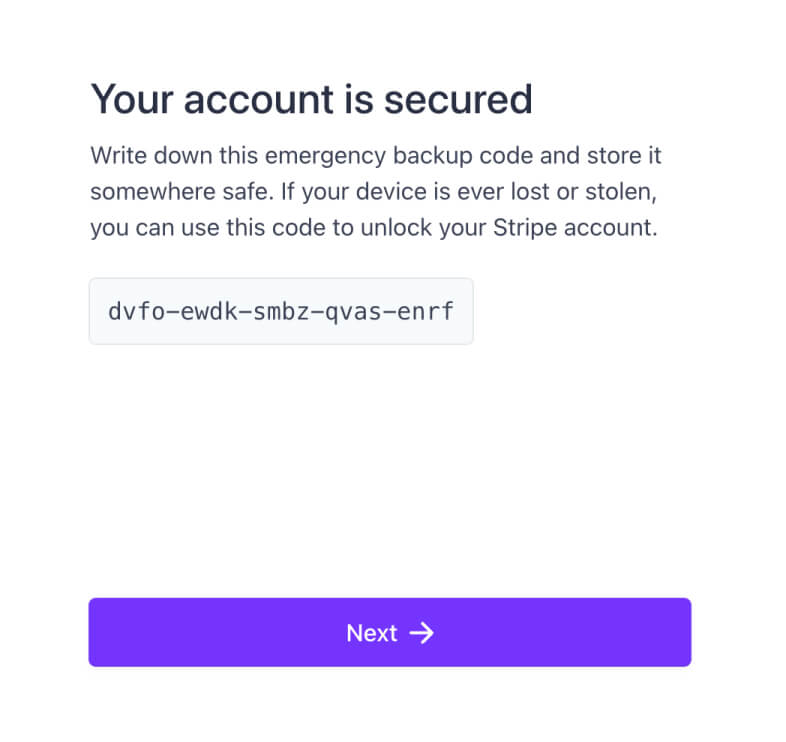 Your account is secured
Write down this emergency backup code and store it
somewhere safe. If your device is ever lost or stolen,
you can use this code to unlock your Stripe account.
dvfo-ewdk-smbz-qvas-enrf
Next →